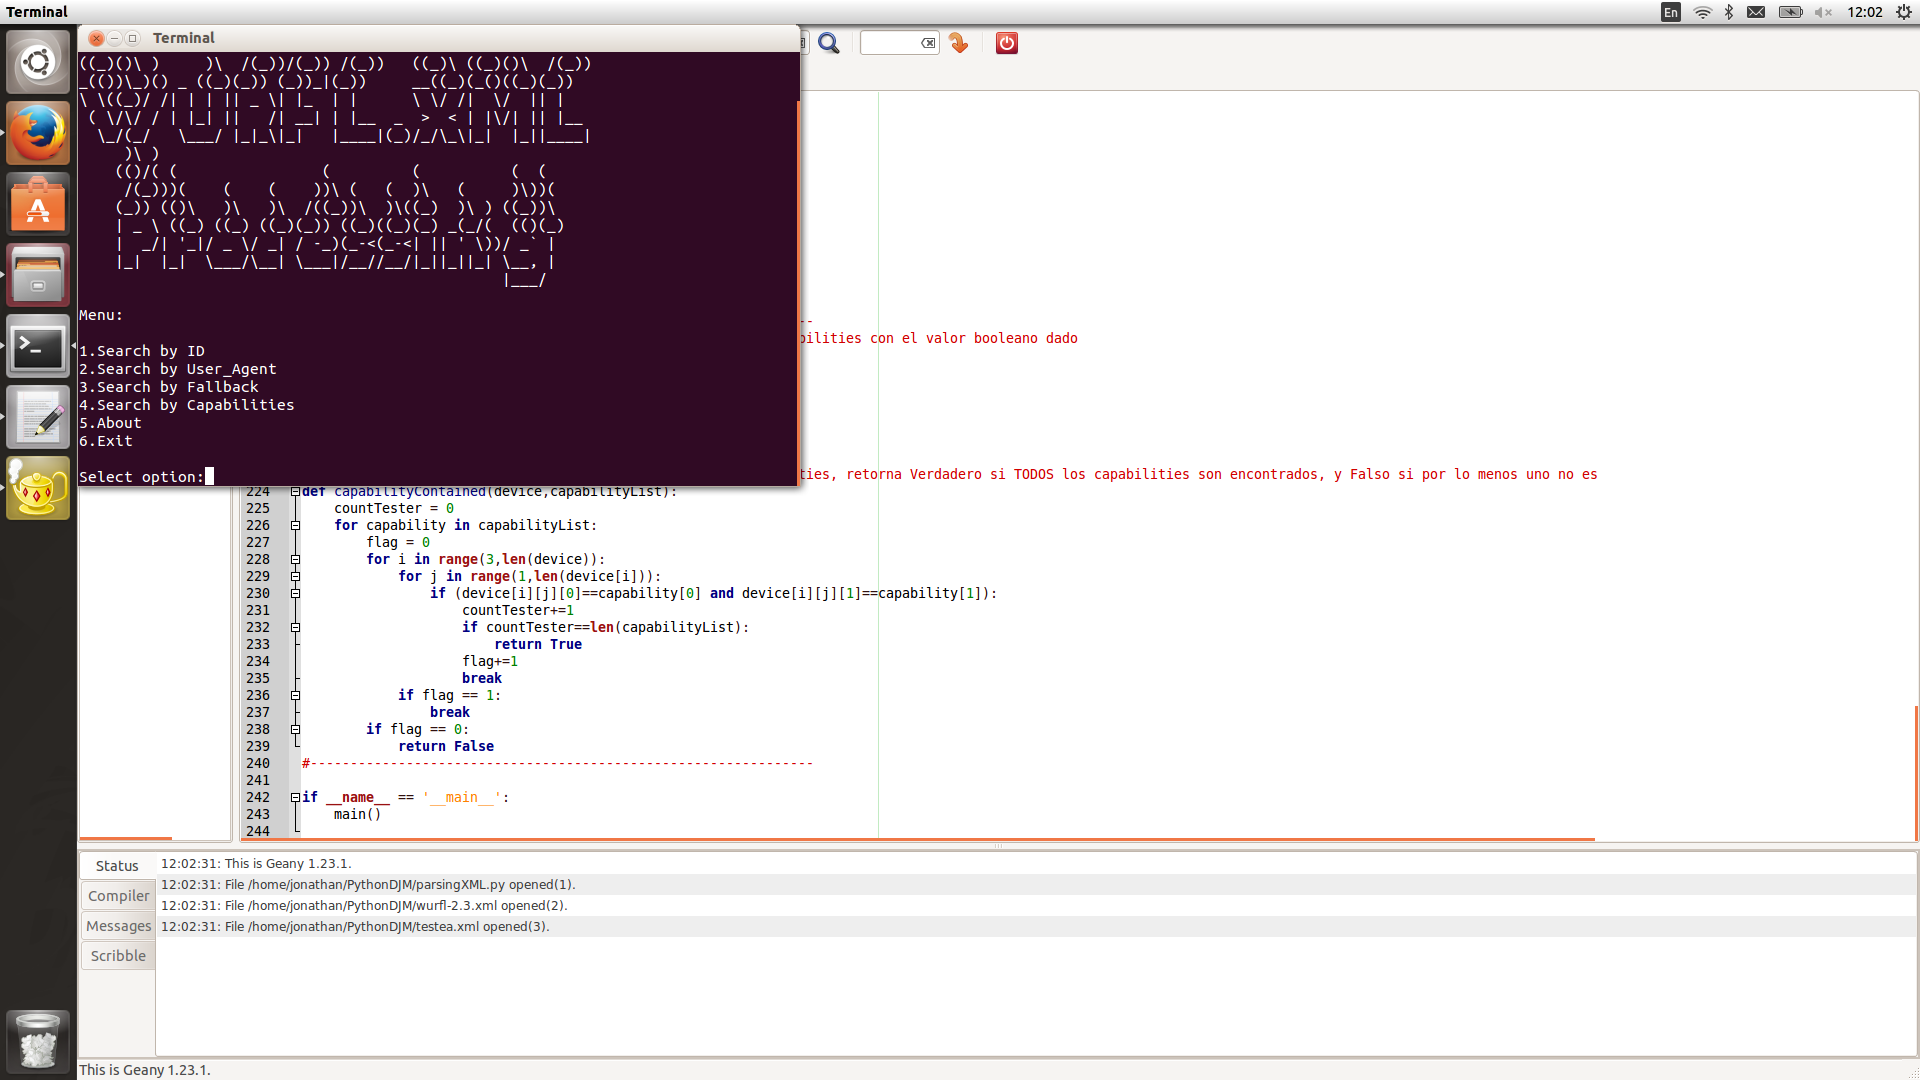 Terminal
En
12:02
Terminal
((_)()\ )     )\  /(_))/(_)) /(_))   ((_)\ ((_)()\  /(_))
_(())\_)() _ ((_)(_)) (_))_|(_))     __((_)(_()((_)(_))
\ \((_)/ /| | | || _ \| |_  | |      \ \/ /|  \/  || |
 ( \/\/ / | |_| ||   /| __| | |__  _  >  < | |\/| || |__
  \_/(_/   \___/ |_|_\|_|   |____|(_)/_/\_\|_|  |_||____|
     )\ )
    (()/( (                (         (          (  (
     /(_)))(    (    (    ))\ (   (  )\   (     )\))(
    (_)) (()\   )\   )\  /((_))\  )\((_)  )\ ) ((_))\
    | _ \ ((_) ((_) ((_)(_)) ((_)((_)(_) _(_/(  (()(_)
    |  _/| '_|/ _ \/ _| / -_)(_-<(_-<| || ' \))/ _` |
    |_|  |_|  \___/\__| \___|/__//__/|_||_||_| \__, |
                                               |___/
Menu:
1.Search by ID
2.Search by User_Agent
3.Search by Fallback
4.Search by Capabilities
5.About
6.Exit
Select option:
--
bilities con el valor booleano dado
ties, retorna Verdadero si TODOS los capabilities son encontrados, y Falso si por lo menos uno no es
224 def capabilityContained(device,capabilityList):
225     countTester = 0
226     for capability in capabilityList:
227         flag = 0
228         for i in range(3,len(device)):
229             for j in range(1,len(device[i])):
230                 if (device[i][j][0]==capability[0] and device[i][j][1]==capability[1]):
231                     countTester+=1
232                     if countTester==len(capabilityList):
233                         return True
234                     flag+=1
235                     break
236             if flag == 1:
237                 break
238         if flag == 0:
239             return False
240 #---------------------------------------------------------------
241
242 if __name__ == '__main__':
243     main()
244
Status
Compiler
Messages
Scribble
12:02:31: This is Geany 1.23.1.
12:02:31: File /home/jonathan/PythonDJM/parsingXML.py opened(1).
12:02:31: File /home/jonathan/PythonDJM/wurfl-2.3.xml opened(2).
12:02:31: File /home/jonathan/PythonDJM/testea.xml opened(3).
This is Geany 1.23.1.